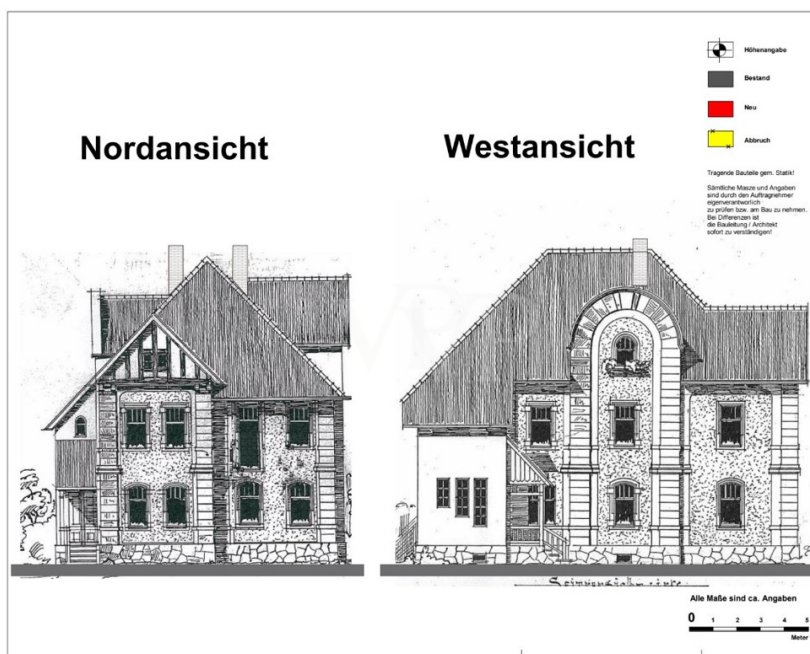 Nordansicht
Westansicht
Höhenangabe
Bestand
Neu
Abbruch
Tragende Bauteile gem. Statik!
Sämtliche Masze und Angaben
sind durch den Auftragnehmer
eigenverantwortlich
zu prüfen bzw. am Bau zu nehmen.
Bei Differenzen ist
die Bauleitung / Architekt
sofort zu verständigen!
Alle Maße sind ca. Angaben
0 1 2 3 4 5
Meter